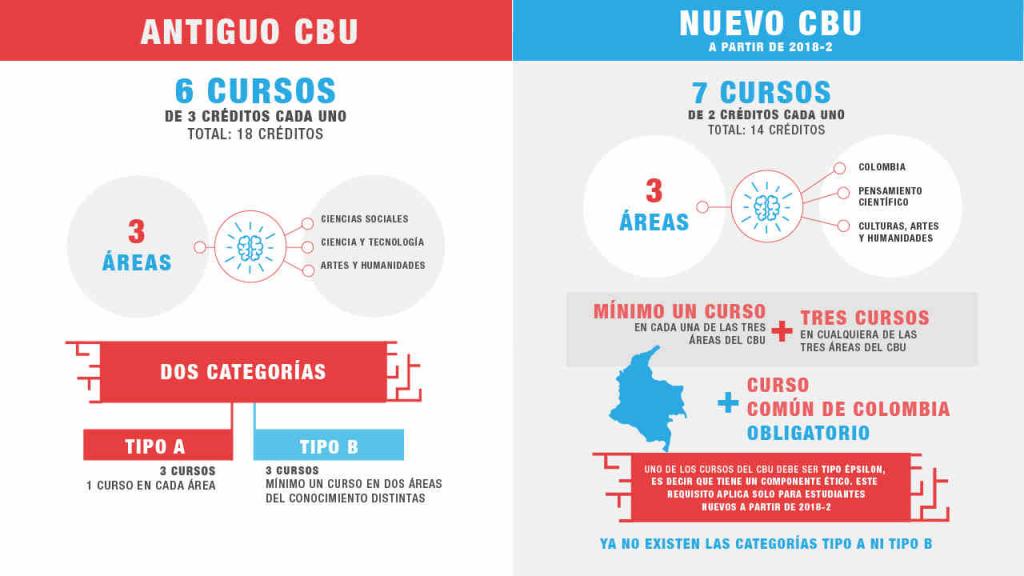 ANTIGUO CBU
6 CURSOS
DE 3 CRÉDITOS CADA UNO
TOTAL: 18 CRÉDITOS
3
ÁREAS
CIENCIAS SOCIALES
CIENCIA Y TECNOLOGÍA
ARTES Y HUMANIDADES
DOS CATEGORÍAS
TIPO A
3 CURSOS
1 CURSO EN CADA ÁREA
TIPO B
3 CURSOS
MÍNIMO UN CURSO EN DOS ÁREAS
DEL CONOCIMIENTO DISTINTAS
NUEVO CBU
A PARTIR DE 2018-2
7 CURSOS
DE 2 CRÉDITOS CADA UNO
TOTAL: 14 CRÉDITOS
3
ÁREAS
COLOMBIA
PENSAMIENTO
CIENTÍFICO
CULTURAS, ARTES
Y HUMANIDADES
MÍNIMO UN CURSO
EN CADA UNA DE LAS TRES
ÁREAS DEL CBU
+
TRES CURSOS
EN CUALQUIERA DE LAS
TRES ÁREAS DEL CBU
+
CURSO
COMÚN DE COLOMBIA
OBLIGATORIO
UNO DE LOS CURSOS DEL CBU DEBE SER TIPO ÉPSILON,
ES DECIR QUE TIENE UN COMPONENTE ÉTICO. ESTE
REQUISITO APLICA SOLO PARA ESTUDIANTES
NUEVOS A PARTIR DE 2018-2
YA NO EXISTEN LAS CATEGORÍAS TIPO A NI TIPO B